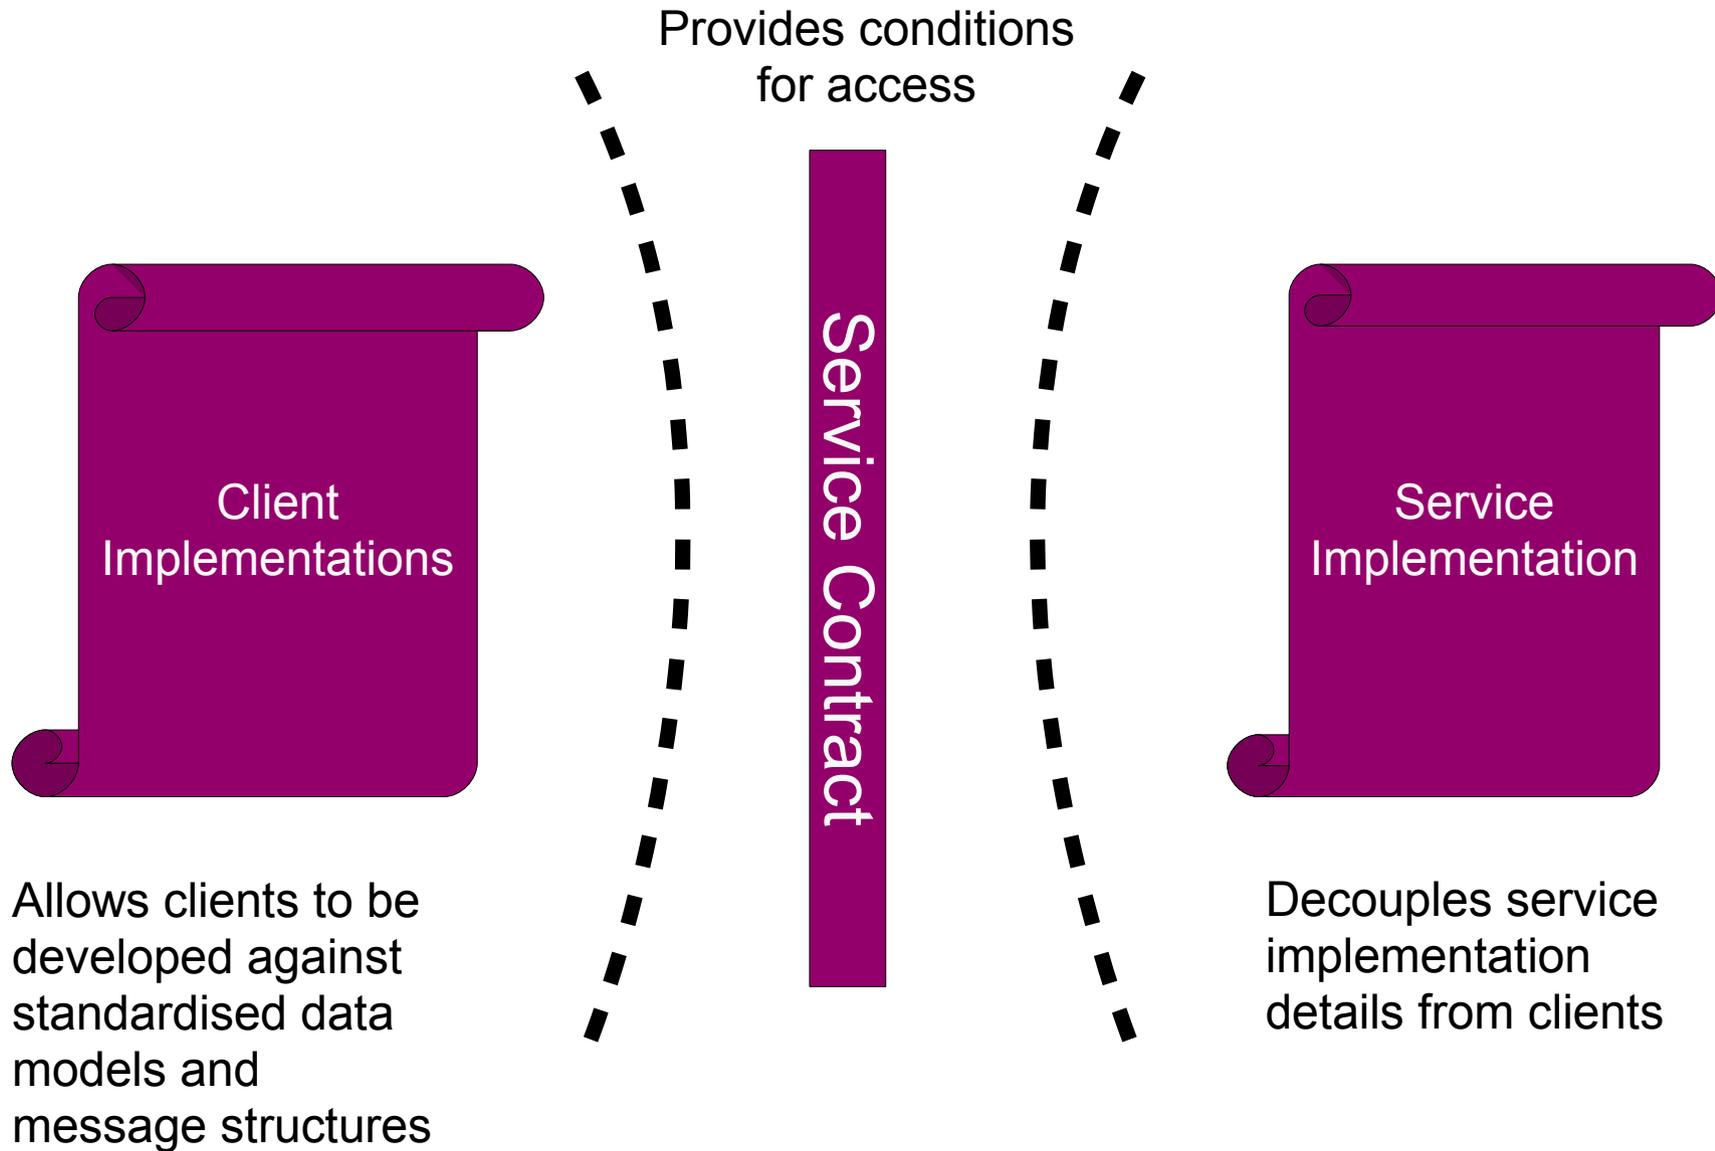 Provides conditions
for access
Client
Implementations
Service Contract
Service
Implementation
Allows clients to be
developed against
standardised data
models and
message structures
Decouples service
implementation
details from clients